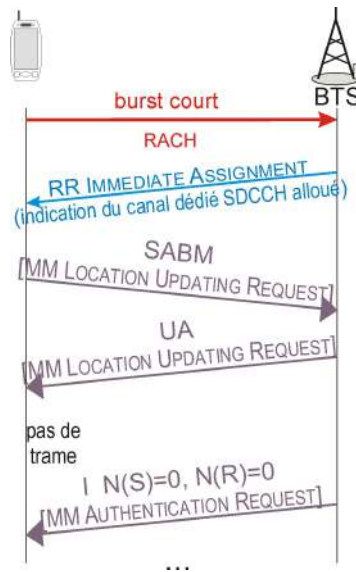 BTS
burst court
RACH
RR IMMEDIATE ASSIGNMENT
(indication du canal dédié SDCCH alloué)
SABM
[MM LOCATION UPDATING REQUEST]
UA
[MM LOCATION UPDATING REQUEST]
pas de
trame
I N(S)=0, N(R)=0
[MM AUTHENTICATION REQUEST]
...